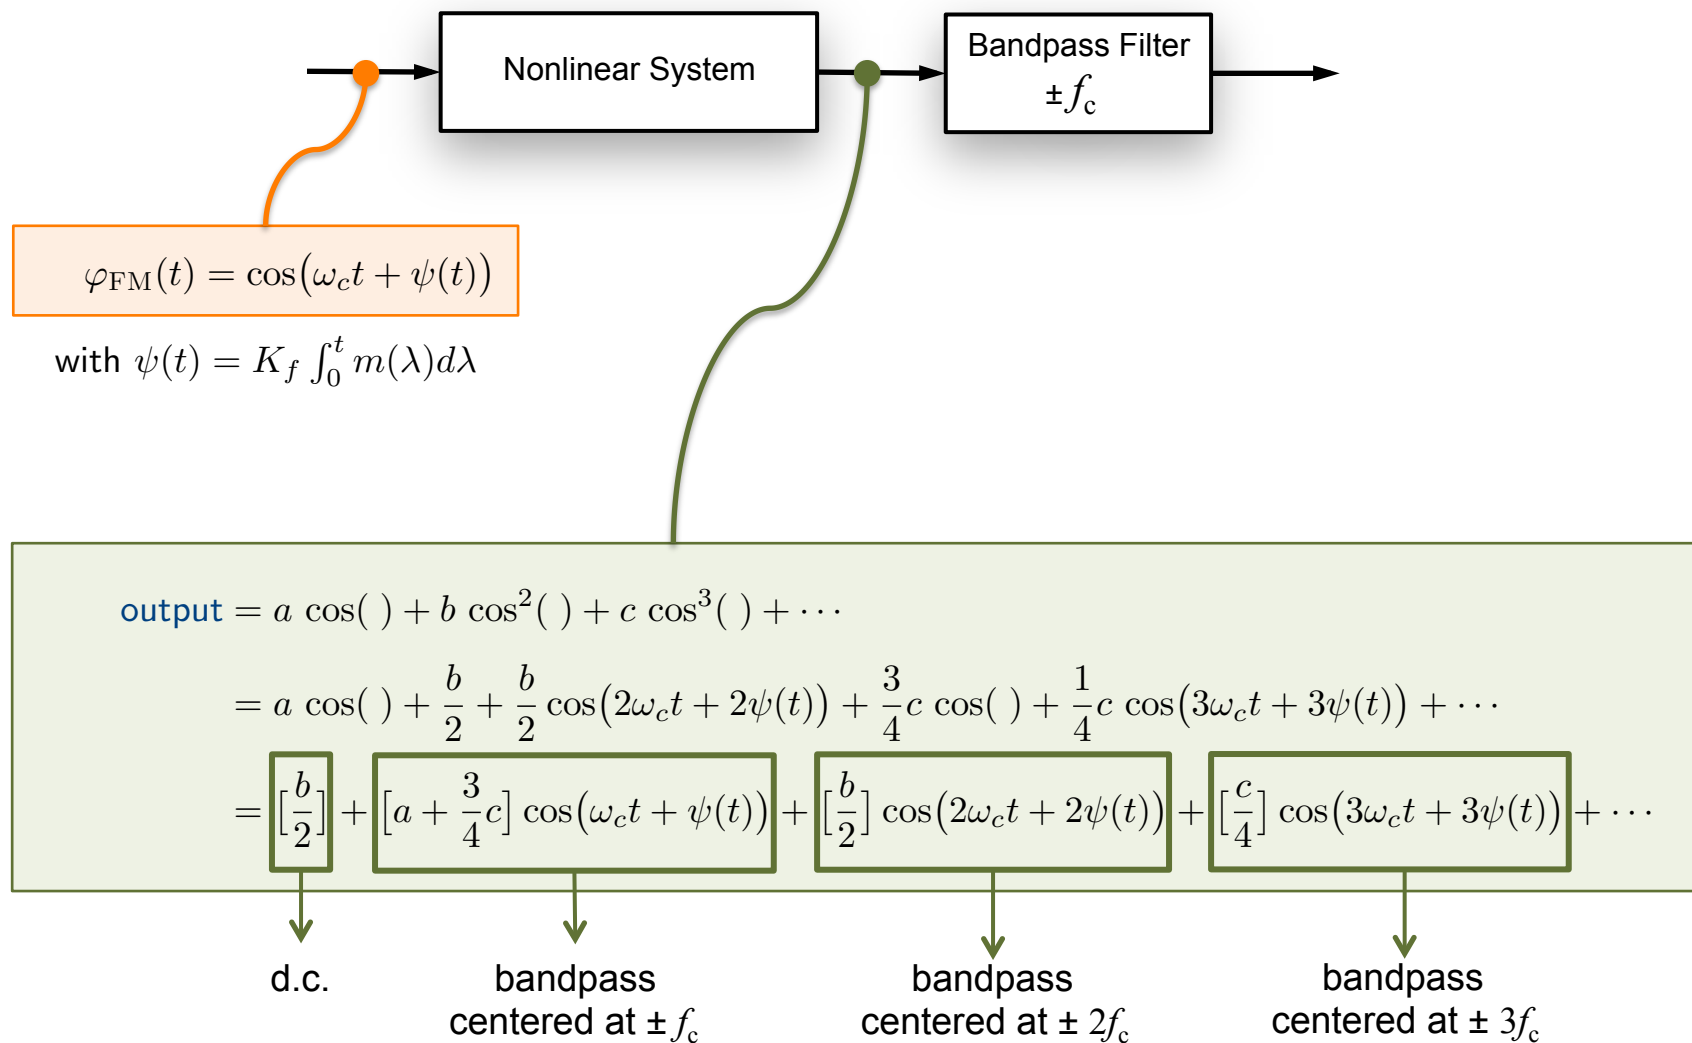 Nonlinear System
Bandpass Filter
± f_c
φ_FM(t) = cos(ω_c t + ψ(t))
with ψ(t) = K_f ∫_0^t m(λ)dλ
output = a cos( ) + b cos²( ) + c cos³( ) + ···
= a cos( ) + b/2 + b/2 cos(2ω_c t + 2ψ(t)) + 3/4 c cos( ) + 1/4 c cos(3ω_c t + 3ψ(t)) + ···
= [b/2] + [a + 3/4 c] cos(ω_c t + ψ(t)) + [b/2] cos(2ω_c t + 2ψ(t)) + [c/4] cos(3ω_c t + 3ψ(t)) + ···
d.c.
bandpass
centered at ± f_c
bandpass
centered at ± 2f_c
bandpass
centered at ± 3f_c